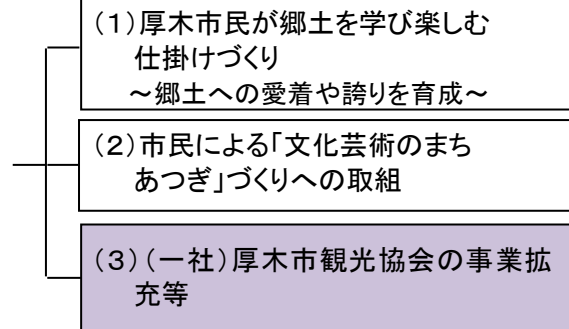 （１）厚木市民が郷土を学び楽しむ
仕掛けづくり
～郷土への愛着や誇りを育成～
（２）市民による「文化芸術のまち
あつぎ」づくりへの取組
（３）（一社）厚木市観光協会の事業拡
充等